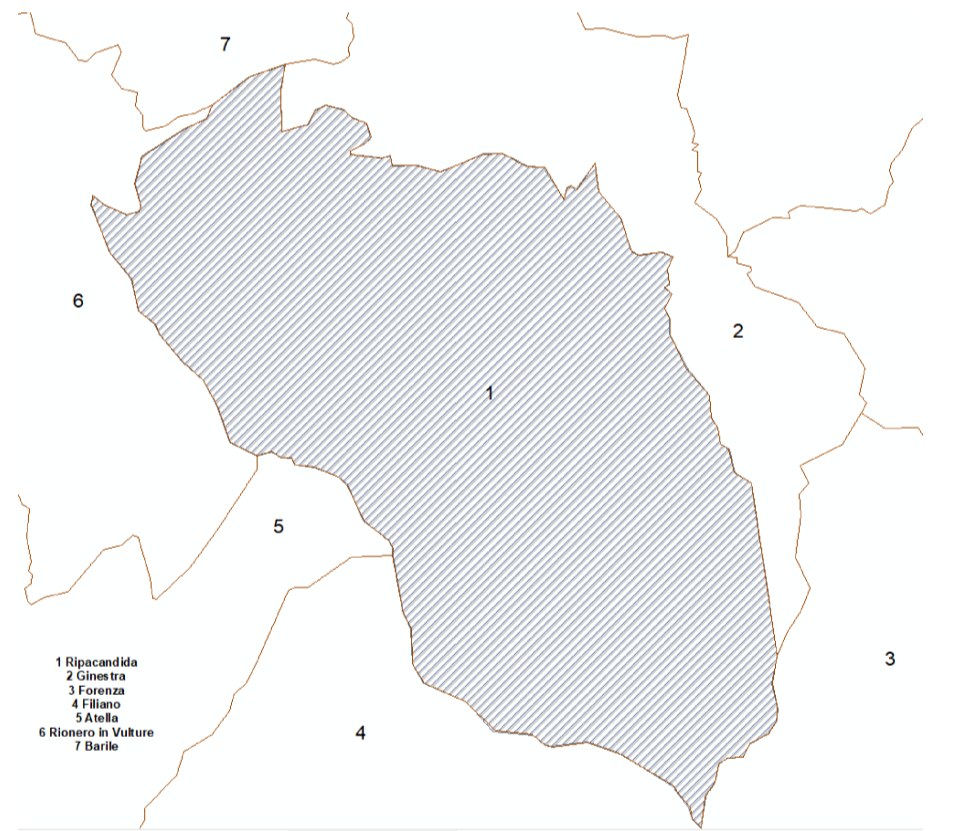 7
6
2
1
5
3
4
1 Ripacandida
2 Ginestra
3 Forenza
4 Filiano
5 Atella
6 Rionero in Vulture
7 Barile